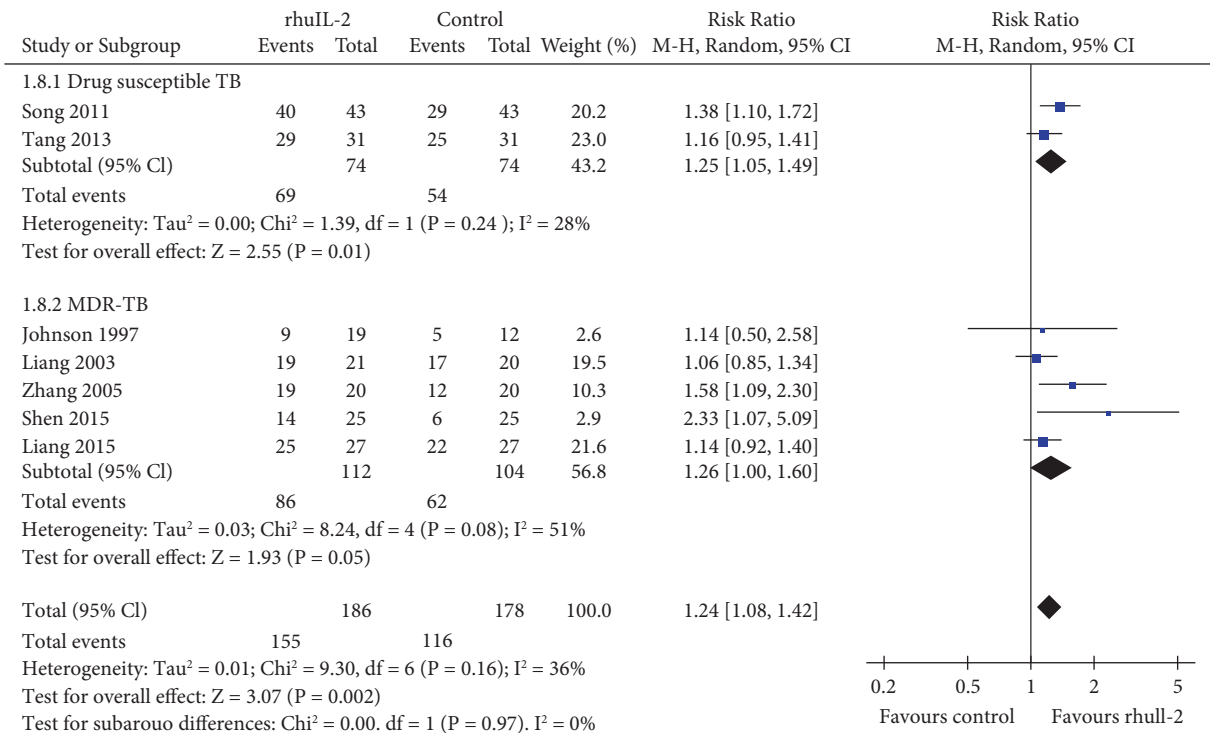 rhuIL-2 Control Risk Ratio Risk Ratio
Study or Subgroup Events Total Events Total Weight (%) M-H, Random, 95% CI M-H, Random, 95% CI
1.8.1 Drug susceptible TB
Song 2011 40 43 29 43 20.2 1.38 [1.10, 1.72]
Tang 2013 29 31 25 31 23.0 1.16 [0.95, 1.41]
Subtotal (95% Cl) 74 74 43.2 1.25 [1.05, 1.49]
Total events 69 54
Heterogeneity: Tau² = 0.00; Chi² = 1.39, df = 1 (P = 0.24 ); I² = 28%
Test for overall effect: Z = 2.55 (P = 0.01)
1.8.2 MDR-TB
Johnson 1997 9 19 5 12 2.6 1.14 [0.50, 2.58]
Liang 2003 19 21 17 20 19.5 1.06 [0.85, 1.34]
Zhang 2005 19 20 12 20 10.3 1.58 [1.09, 2.30]
Shen 2015 14 25 6 25 2.9 2.33 [1.07, 5.09]
Liang 2015 25 27 22 27 21.6 1.14 [0.92, 1.40]
Subtotal (95% Cl) 112 104 56.8 1.26 [1.00, 1.60]
Total events 86 62
Heterogeneity: Tau² = 0.03; Chi² = 8.24, df = 4 (P = 0.08); I² = 51%
Test for overall effect: Z = 1.93 (P = 0.05)
Total (95% Cl) 186 178 100.0 1.24 [1.08, 1.42]
Total events 155 116
Heterogeneity: Tau² = 0.01; Chi² = 9.30, df = 6 (P = 0.16); I² = 36%
Test for overall effect: Z = 3.07 (P = 0.002)
Test for subarouo differences: Chi² = 0.00. df = 1 (P = 0.97). I² = 0%
0.2 0.5 1 2 5
Favours control Favours rhull-2